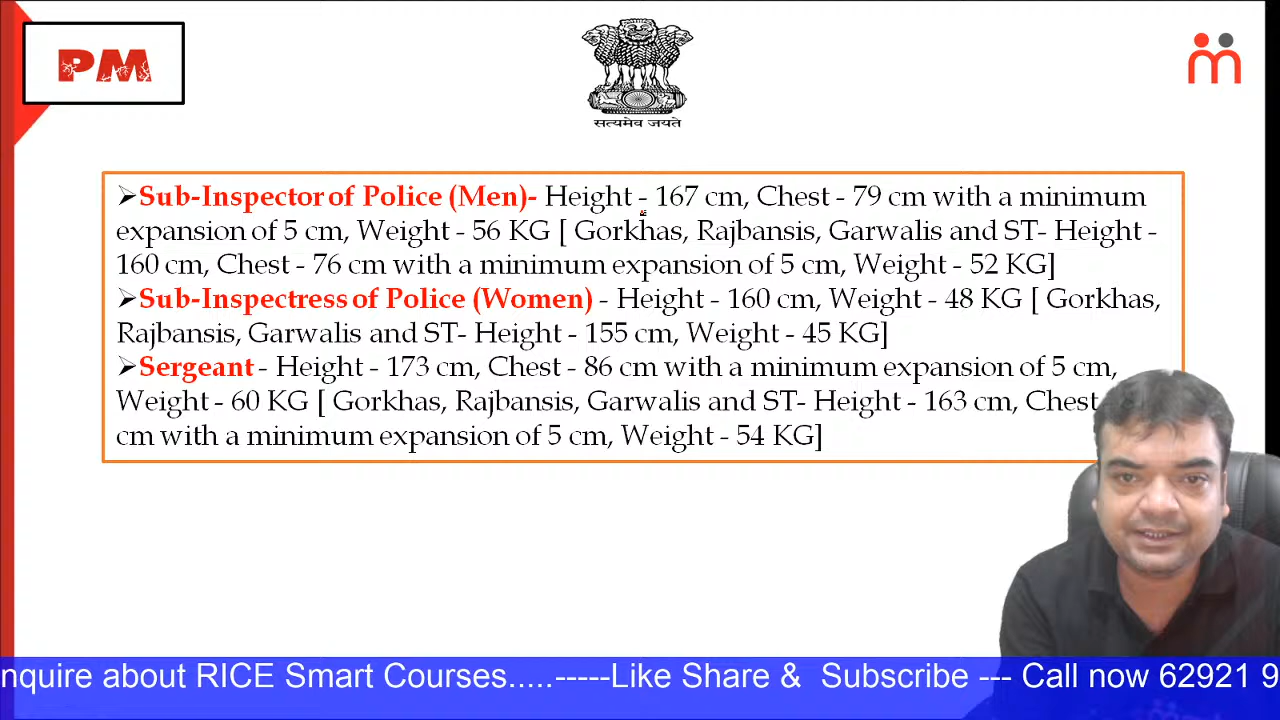 PM
सत्यमेव जयते
➢Sub-Inspector of Police (Men)- Height - 167 cm, Chest - 79 cm with a minimum
expansion of 5 cm, Weight - 56 KG [ Gorkhas, Rajbansis, Garwalis and ST- Height -
160 cm, Chest - 76 cm with a minimum expansion of 5 cm, Weight - 52 KG]
➢Sub-Inspectress of Police (Women) - Height - 160 cm, Weight - 48 KG [ Gorkhas,
Rajbansis, Garwalis and ST- Height - 155 cm, Weight - 45 KG]
➢Sergeant - Height - 173 cm, Chest - 86 cm with a minimum expansion of 5 cm,
Weight - 60 KG [ Gorkhas, Rajbansis, Garwalis and ST- Height - 163 cm, Chest
cm with a minimum expansion of 5 cm, Weight - 54 KG]
nquire about RICE Smart Courses.....-----Like Share & Subscribe --- Call now 62921 9